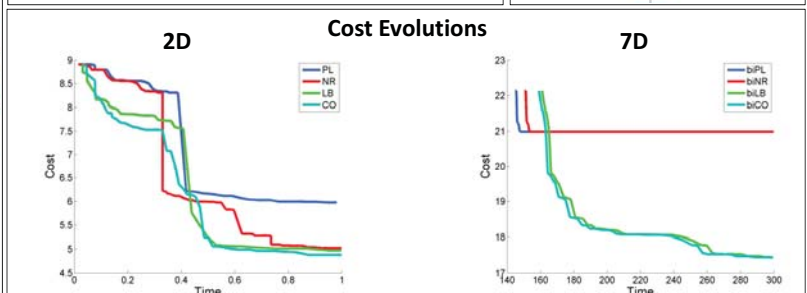 Cost Evolutions
2D
7D
9
8.5
8
7.5
7
6.5
6
5.5
5
4.5
Cost
0
0.2
0.4
0.6
0.8
1
Time
PL
NR
LB
CO
23
22
21
20
19
18
17
Cost
140
160
180
200
220
240
260
280
300
Time
biPL
biNR
biLB
biCO